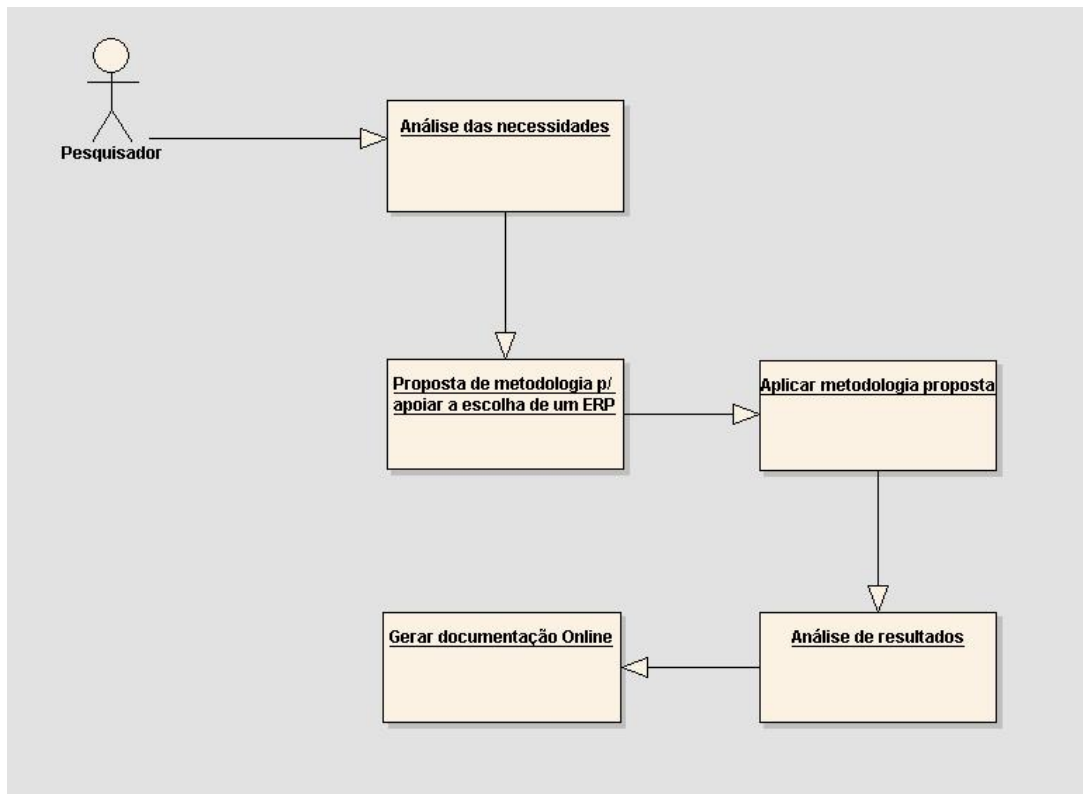 Pesquisador
Análise das necessidades
Proposta de metodologia p/
apoiar a escolha de um ERP
Aplicar metodologia proposta
Gerar documentação Online
Análise de resultados